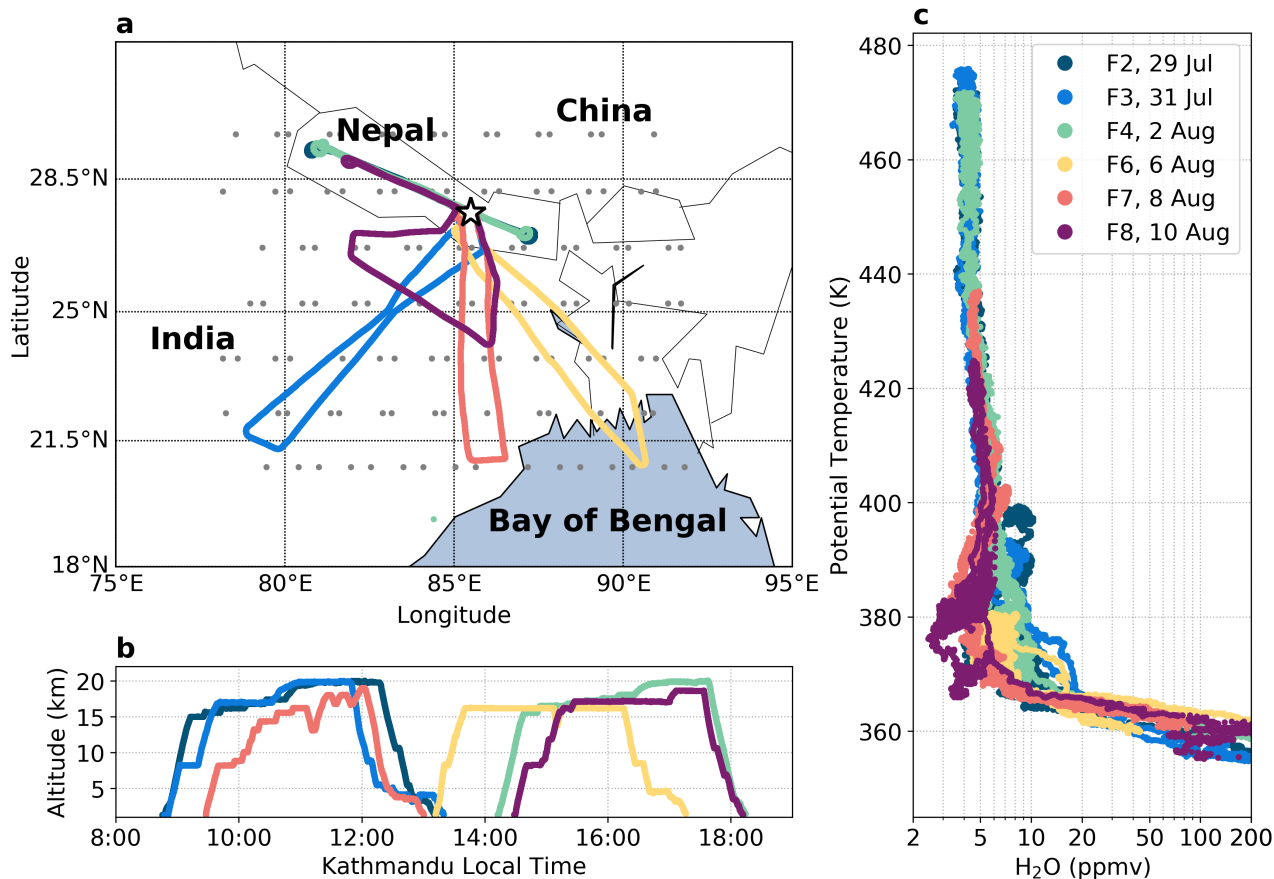 a
China
Nepal
28.5°N
25°N
India
21.5°N
Bay of Bengal
18°N
75°E
80°E
85°E
90°E
95°E
Latitutde
Longitude
b
Altitude (km)
20
15
10
5
8:00
10:00
12:00
14:00
16:00
18:00
Kathmandu Local Time
c
480
460
440
420
400
380
360
Potential Temperature (K)
F2, 29 Jul
F3, 31 Jul
F4, 2 Aug
F6, 6 Aug
F7, 8 Aug
F8, 10 Aug
2
5
10
20
50
100
200
H₂O (ppmv)